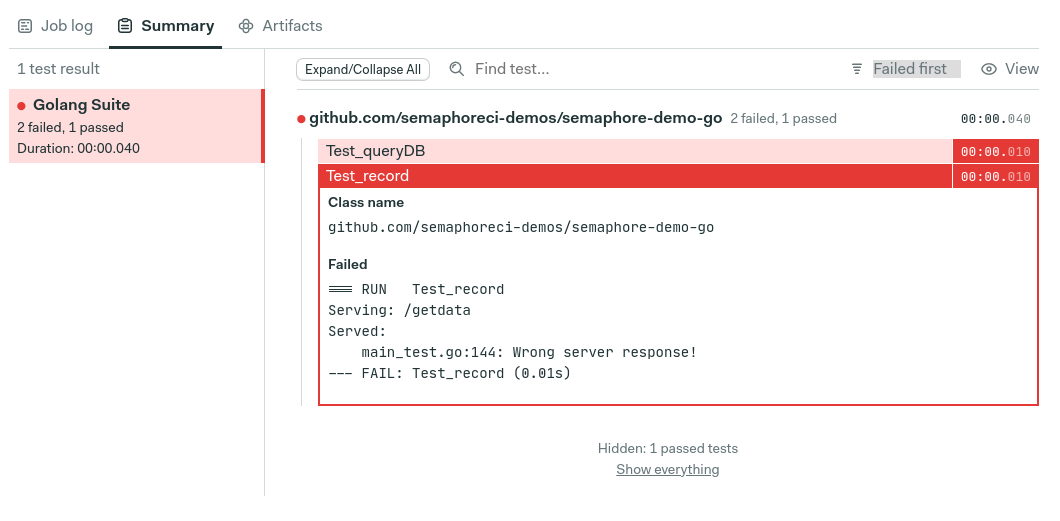 Job log Summary Artifacts
1 test result
Golang Suite
2 failed, 1 passed
Duration: 00:00.040
Expand/Collapse All Find test... Failed first View
github.com/semaphoreci-demos/semaphore-demo-go 2 failed, 1 passed 00:00.040
Test_queryDB 00:00.010
Test_record 00:00.010
Class name
github.com/semaphoreci-demos/semaphore-demo-go
Failed
=== RUN   Test_record
Serving: /getdata
Served:
    main_test.go:144: Wrong server response!
--- FAIL: Test_record (0.01s)
Hidden: 1 passed tests
Show everything